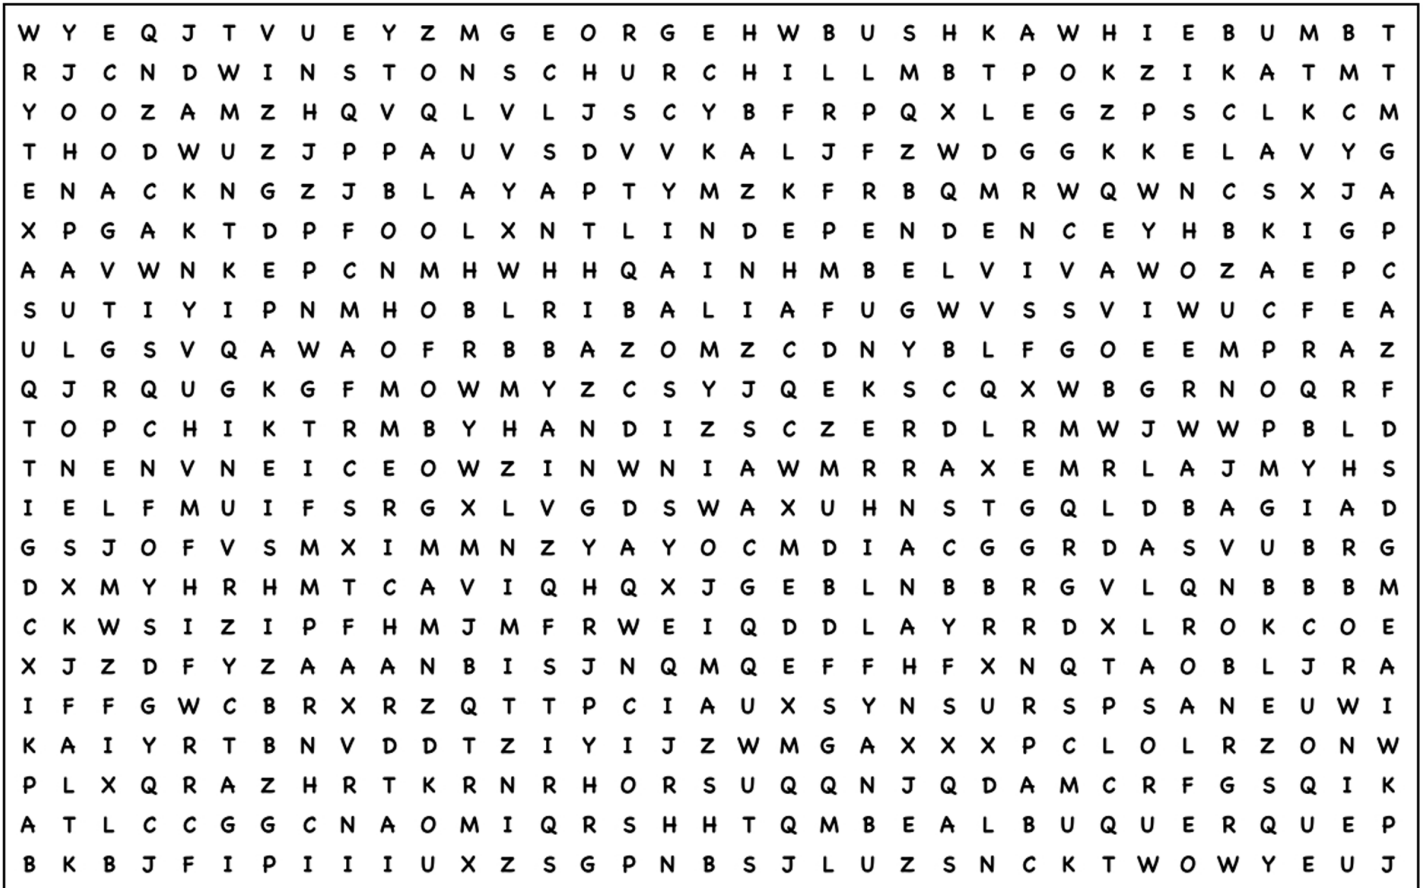 W Y E Q J T V U E Y Z M G E O R G E H W B U S H K A W H I E B U M B T
R J C N D W I N S T O N S C H U R C H I L L M B T P O K Z I K A T M T
Y O O Z A M Z H Q V Q L V L J S C Y B F R P Q X L E G Z P S C L K C M
T H O D W U Z J P P A U V S D V V K A L J F Z W D G G K K E L A V Y G
E N A C K N G Z J B L A Y A P T Y M Z K F R B Q M R W Q W N C S X J A
X P G A K T D P F O O L X N T L I N D E P E N D E N C E Y H B K I G P
A A V W N K E P C N M H W H H Q A I N H M B E L V I V A W O Z A E P C
S U T I Y I P N M H O B L R I B A L I A F U G W V S S V I W U C F E A
U L G S V Q A W A O F R B B A Z O M Z C D N Y B L F G O E E M P R A Z
Q J R Q U G K G F M O W M Y Z C S Y J Q E K S C Q X W B G R N O Q R F
T O P C H I K T R M B Y H A N D I Z S C Z E R D L R M W J W W P B L D
T N E N V N E I C E O W Z I N W N I A W M R R A X E M R L A J M Y H S
I E L F M U I F S R G X L V G D S W A X U H N S T G Q L D B A G I A D
G S J O F V S M X I M M N Z Y A Y O C M D I A C G G R D A S V U B R G
D X M Y H R H M T C A V I Q H Q X J G E B L N B B R G V L Q N B B B M
C K W S I Z I P F H M J M F R W E I Q D D L A Y R R D X L R O K C O E
X J Z D F Y Z A A A N B I S J N Q M Q E F F H F X N Q T A O B L J R A
I F F G W C B R X R Z Q T T P C I A U X S Y N S U R S P S A N E U W I
K A I Y R T B N V D D T Z I Y I J Z W M G A X X X P C L O L R Z O N W
P L X Q R A Z H R T K R N R H O R S U Q Q N J Q D A M C R F G S Q I K
A T L C C G G C N A O M I Q R S H H T Q M B E A L B U Q U E R Q U E P
B K B J F I P I I I U X Z S G P N B S J L U Z S N C K T W O W Y E U J